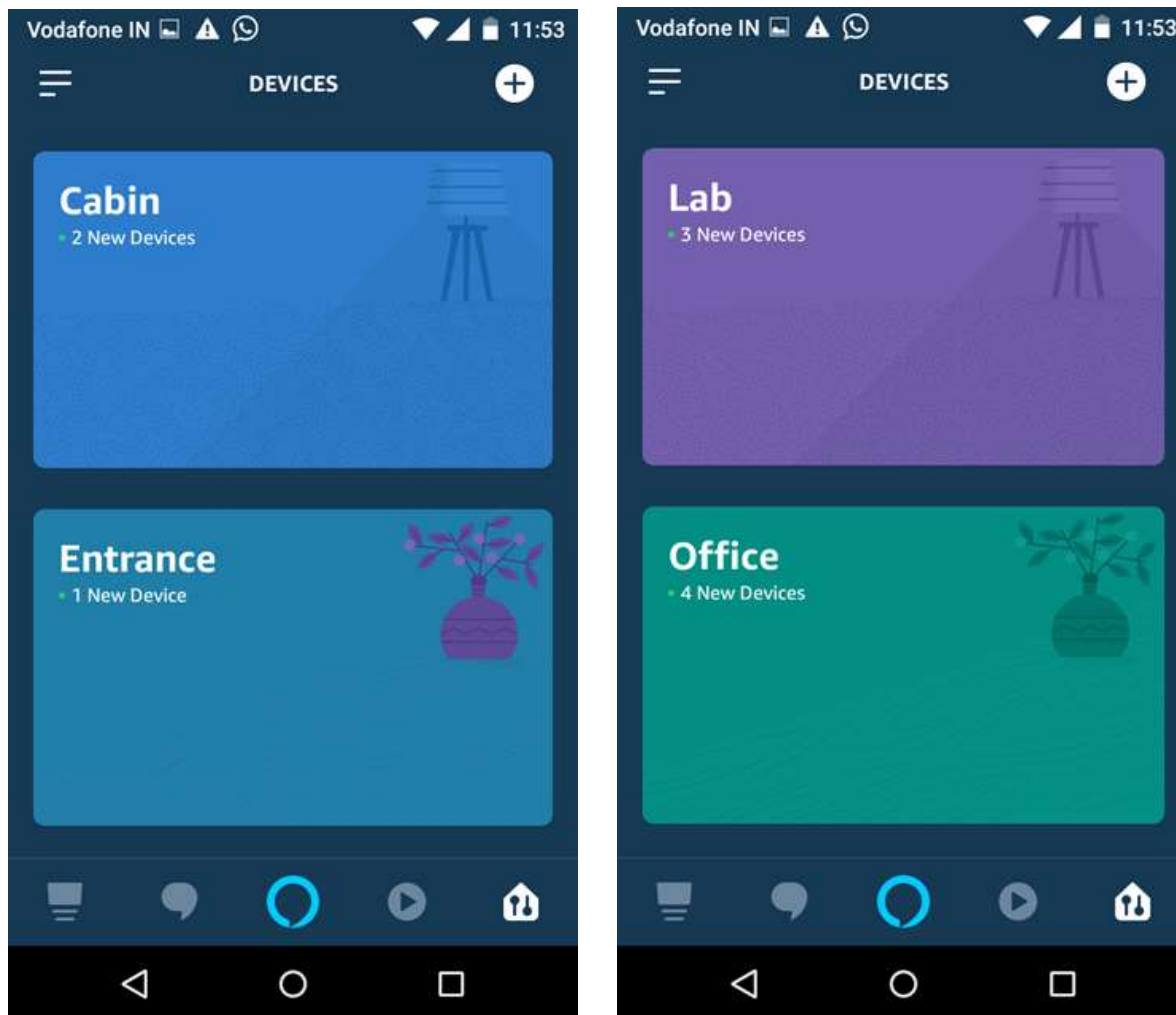 Vodafone IN 11:53
DEVICES
Cabin
2 New Devices
Entrance
1 New Device
Vodafone IN 11:53
DEVICES
Lab
3 New Devices
Office
4 New Devices